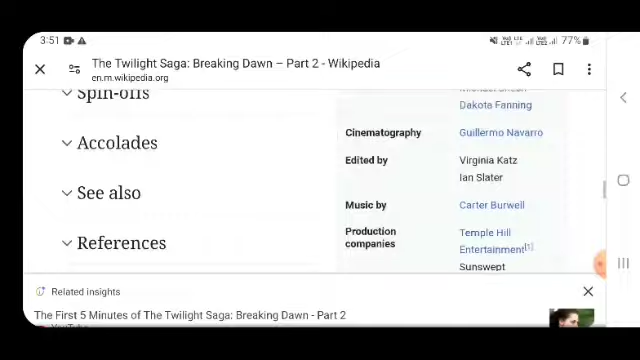 3:51 77%
The Twilight Saga: Breaking Dawn – Part 2 - Wikipedia
en.m.wikipedia.org
Spin-offs
Accolades
See also
References
Dakota Fanning
Cinematography Guillermo Navarro
Edited by Virginia Katz
Ian Slater
Music by Carter Burwell
Production companies Temple Hill
Entertainment[1]
Sunswept
Related insights
The First 5 Minutes of The Twilight Saga: Breaking Dawn - Part 2
YouTube